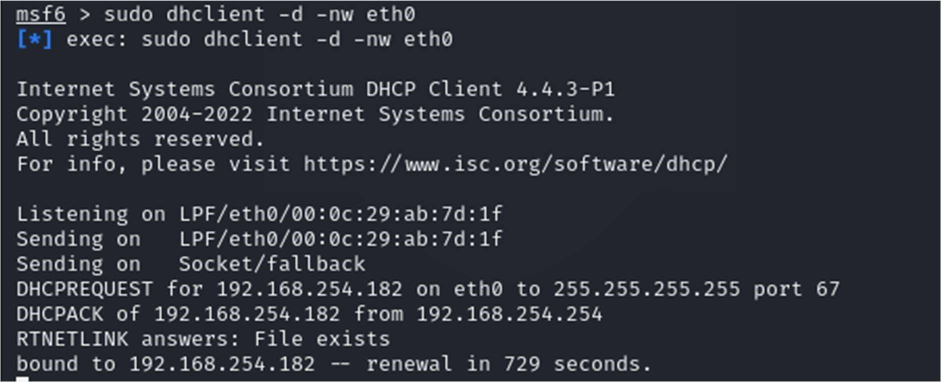 msf6 > sudo dhclient -d -nw eth0
[*] exec: sudo dhclient -d -nw eth0
Internet Systems Consortium DHCP Client 4.4.3-P1
Copyright 2004-2022 Internet Systems Consortium.
All rights reserved.
For info, please visit https://www.isc.org/software/dhcp/
Listening on LPF/eth0/00:0c:29:ab:7d:1f
Sending on   LPF/eth0/00:0c:29:ab:7d:1f
Sending on   Socket/fallback
DHCPREQUEST for 192.168.254.182 on eth0 to 255.255.255.255 port 67
DHCPACK of 192.168.254.182 from 192.168.254.254
RTNETLINK answers: File exists
bound to 192.168.254.182 -- renewal in 729 seconds.